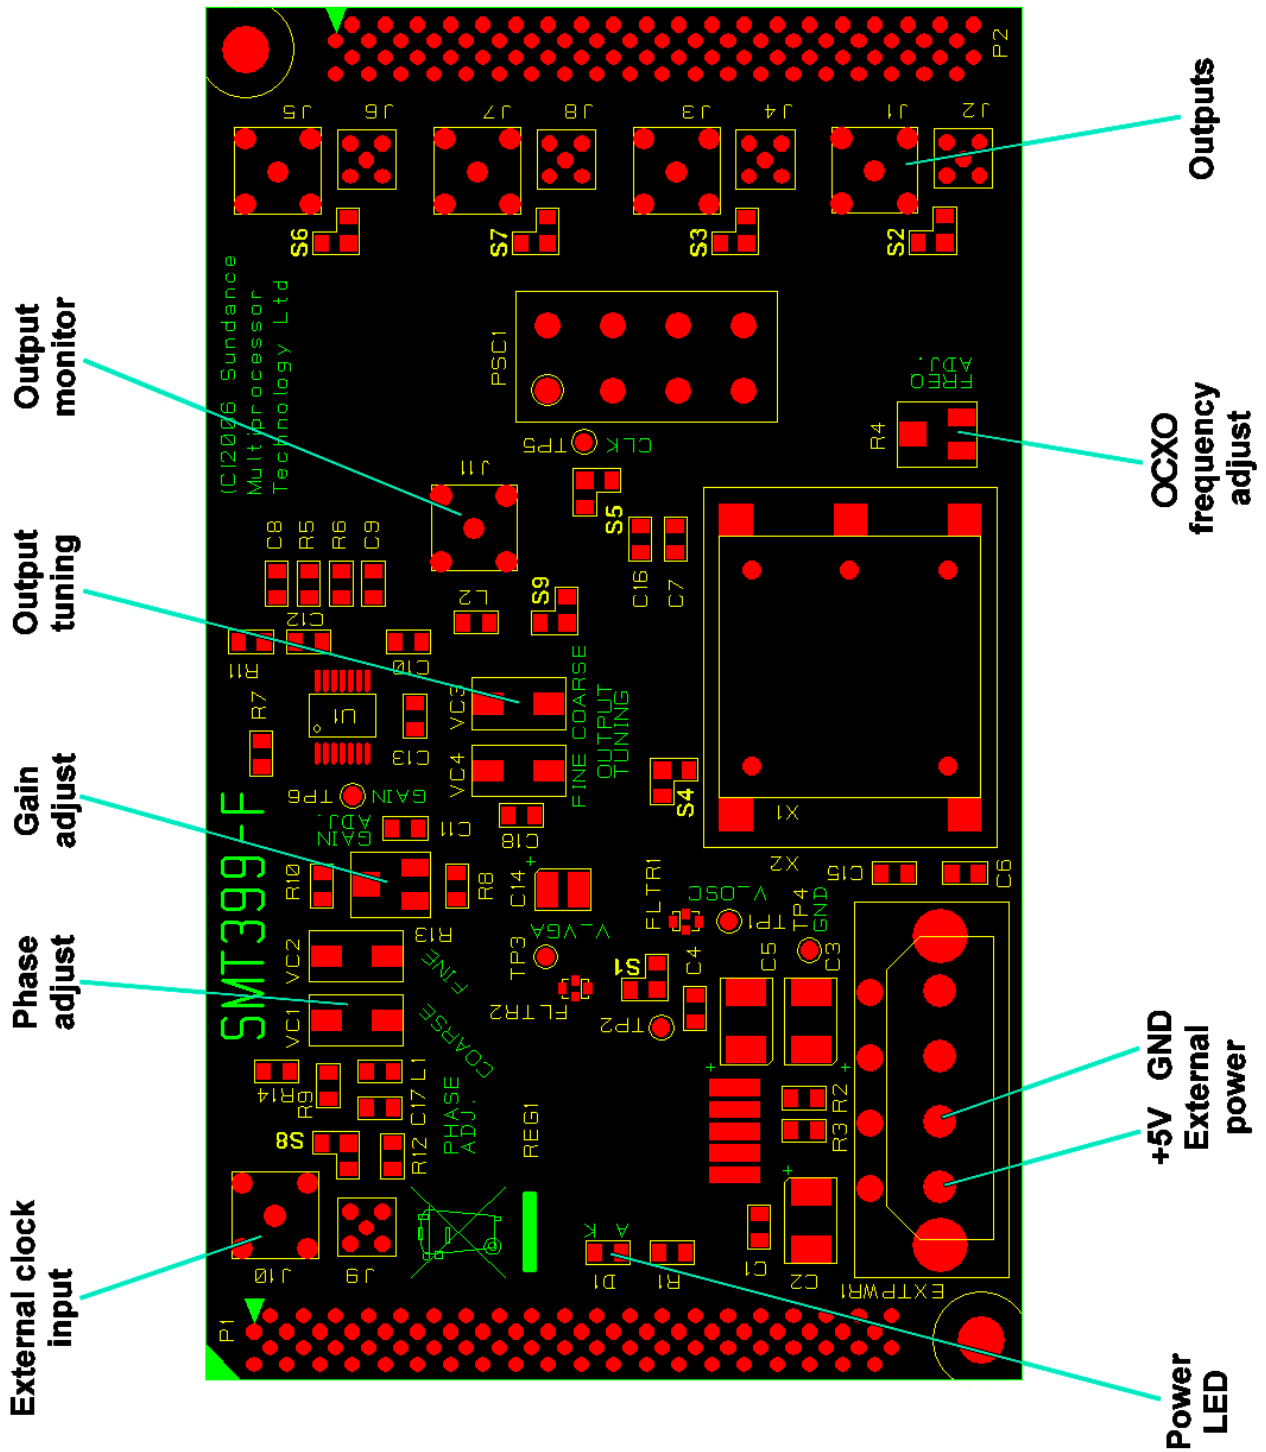 P2
J5
J6
J7
J8
J3
J4
J1
J2
Outputs
S6
S7
S3
S2
(C)2006 Sundance
Multiprocessor
Technology Ltd
Output
monitor
PSC1
FREQ
ADJ.
R4
OCXO
frequency
adjust
TP5
CLK
J11
S5
C16
C7
C8
R5
R6
C9
Output
tuning
C12
R11
C10
L2
S9
R7
U1
C13
VC3
VC4
FINE COARSE
OUTPUT
TUNING
Gain
adjust
TP6
GAIN
GAIN
ADJ.
C11
C18
S4
X1
X2
SMT399-F
R10
R8
R13
C14
+
FLTR1
V_OSC
TP1
TP4
GND
C15
C6
Phase
adjust
VC2
VC1
FINE
COARSE
PHASE
ADJ.
TP3
V_VGA
FLTR2
S1
TP2
C4
C5
C3
+
+
R14
R9
L1
C17
S8
R12
REG1
R2
R3
+
GND
+5V
External
power
External clock
input
J10
J9
K
A
D1
R1
C1
C2
EXTPWR1
P1
Power
LED